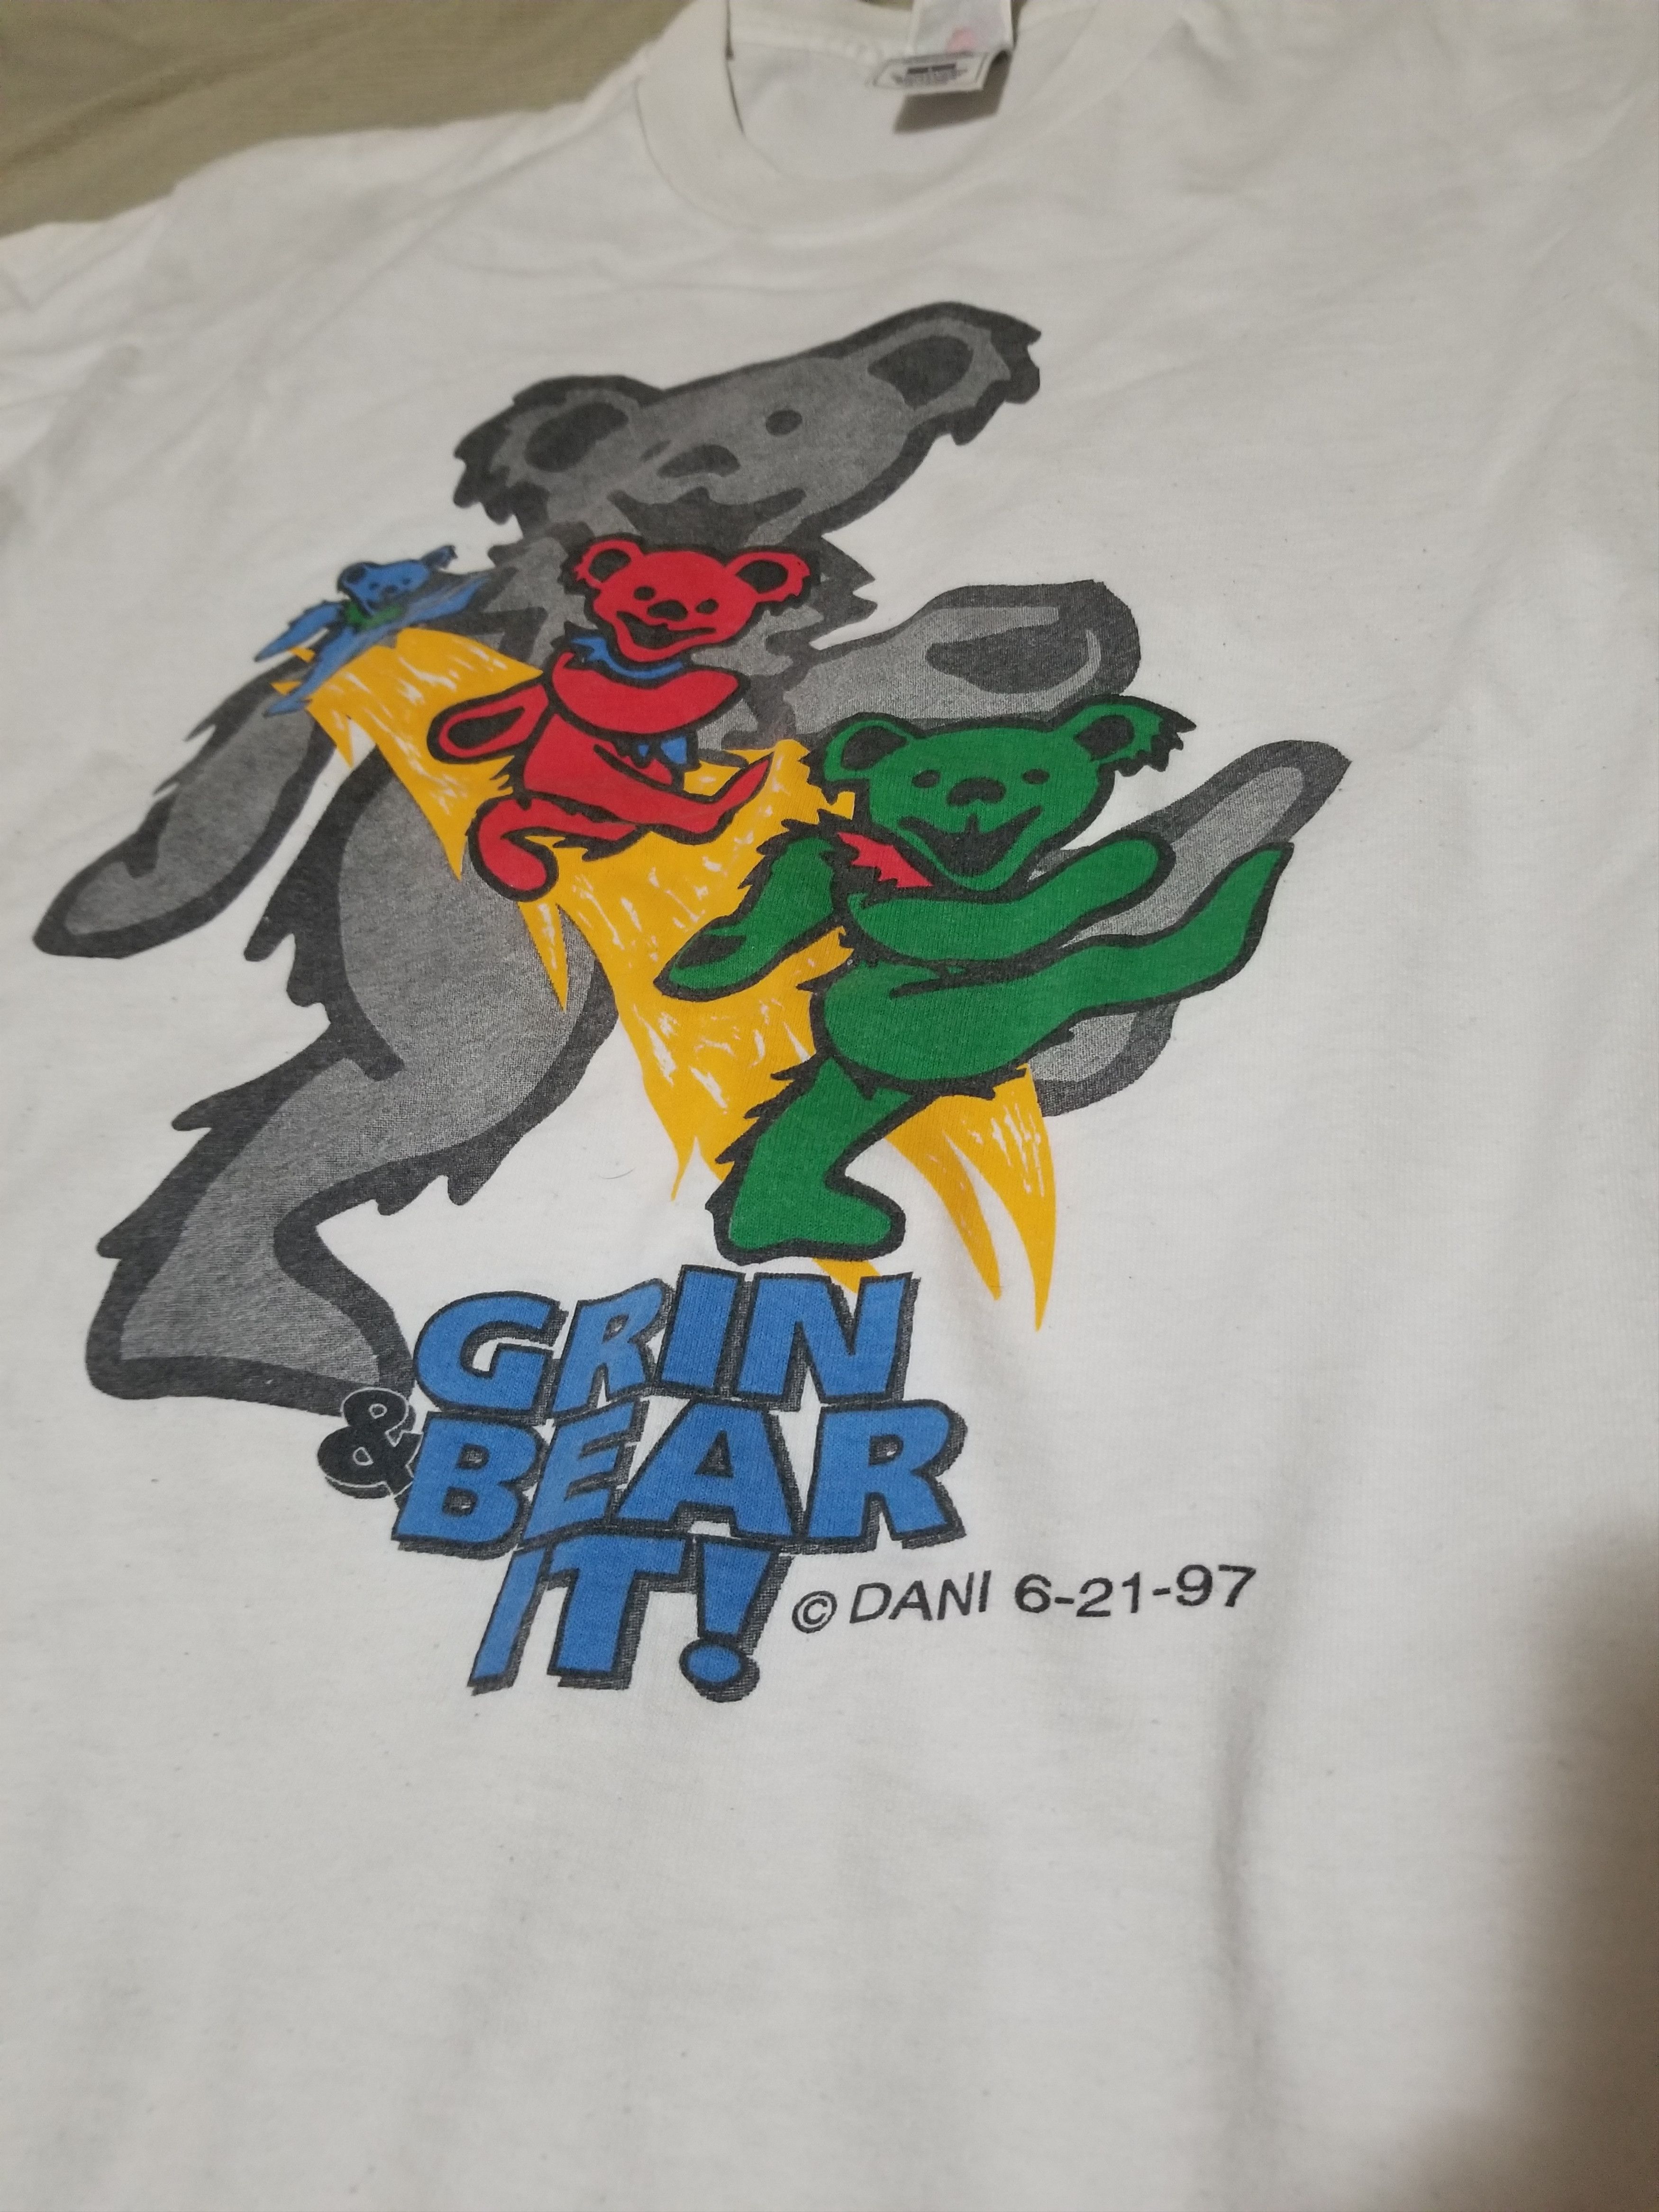 GRIN
& BEAR
IT!
© DANI 6-21-97